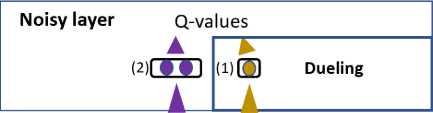 Noisy layer Q-values
(2) (1) Dueling